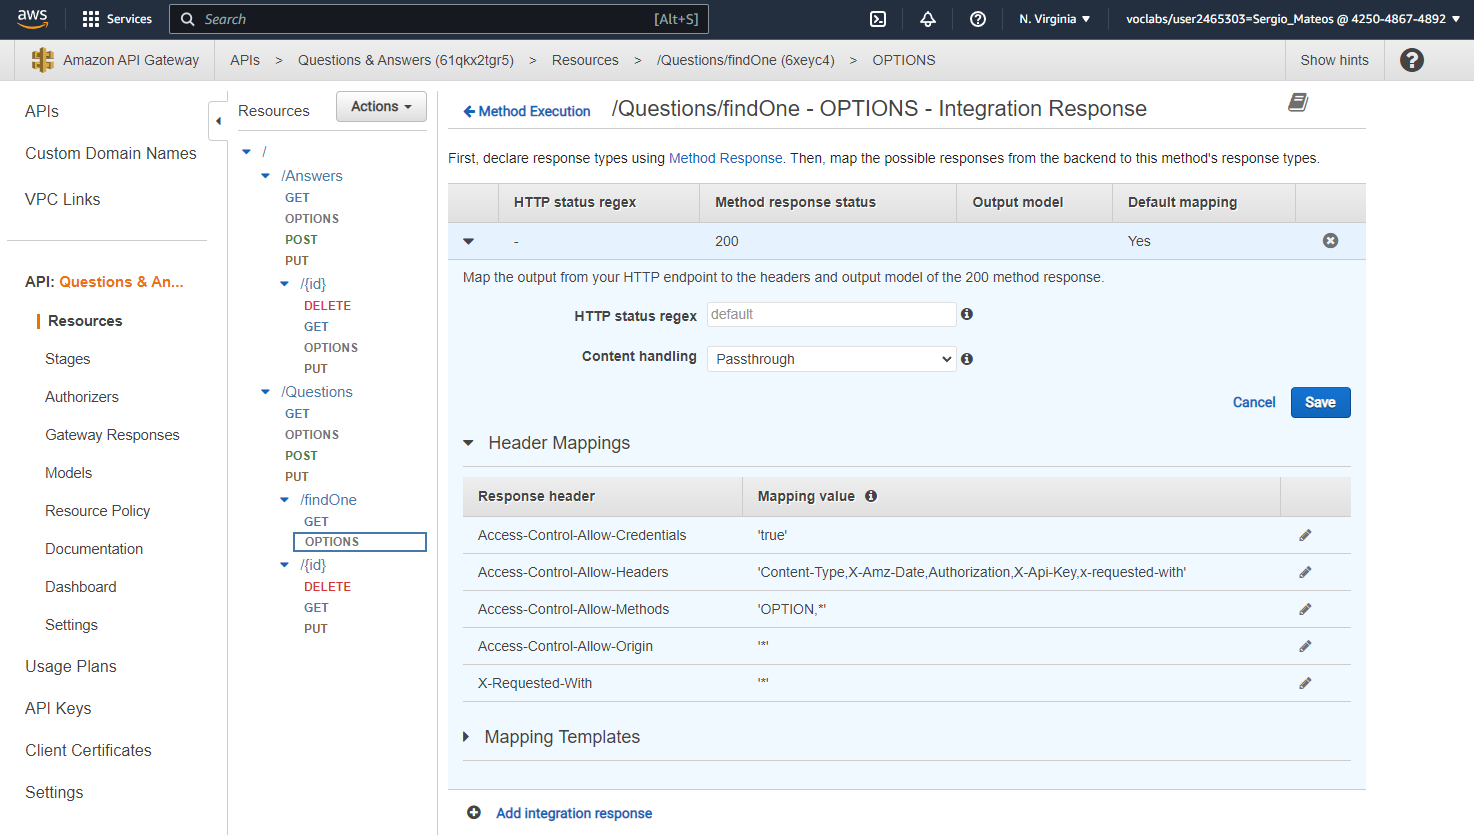 aws Services Search [Alt+S] N. Virginia voclabs/user2465303=Sergio_Mateos @ 4250-4867-4892
Amazon API Gateway APIs > Questions & Answers (61qkx2tgr5) > Resources > /Questions/findOne (6xeyc4) > OPTIONS Show hints ?
APIs
Custom Domain Names
VPC Links
API: Questions & An...
Resources
Stages
Authorizers
Gateway Responses
Models
Resource Policy
Documentation
Dashboard
Settings
Usage Plans
API Keys
Client Certificates
Settings
Resources Actions
/
/Answers
GET
OPTIONS
POST
PUT
/{id}
DELETE
GET
OPTIONS
PUT
/Questions
GET
OPTIONS
POST
PUT
/findOne
GET
OPTIONS
/{id}
DELETE
GET
PUT
Method Execution /Questions/findOne - OPTIONS - Integration Response
First, declare response types using Method Response. Then, map the possible responses from the backend to this method's response types.
HTTP status regex Method response status Output model Default mapping
- 200 Yes
Map the output from your HTTP endpoint to the headers and output model of the 200 method response.
HTTP status regex default
Content handling Passthrough
Cancel Save
Header Mappings
Response header Mapping value
Access-Control-Allow-Credentials 'true'
Access-Control-Allow-Headers 'Content-Type,X-Amz-Date,Authorization,X-Api-Key,x-requested-with'
Access-Control-Allow-Methods 'OPTION,*'
Access-Control-Allow-Origin '*'
X-Requested-With '*'
Mapping Templates
Add integration response